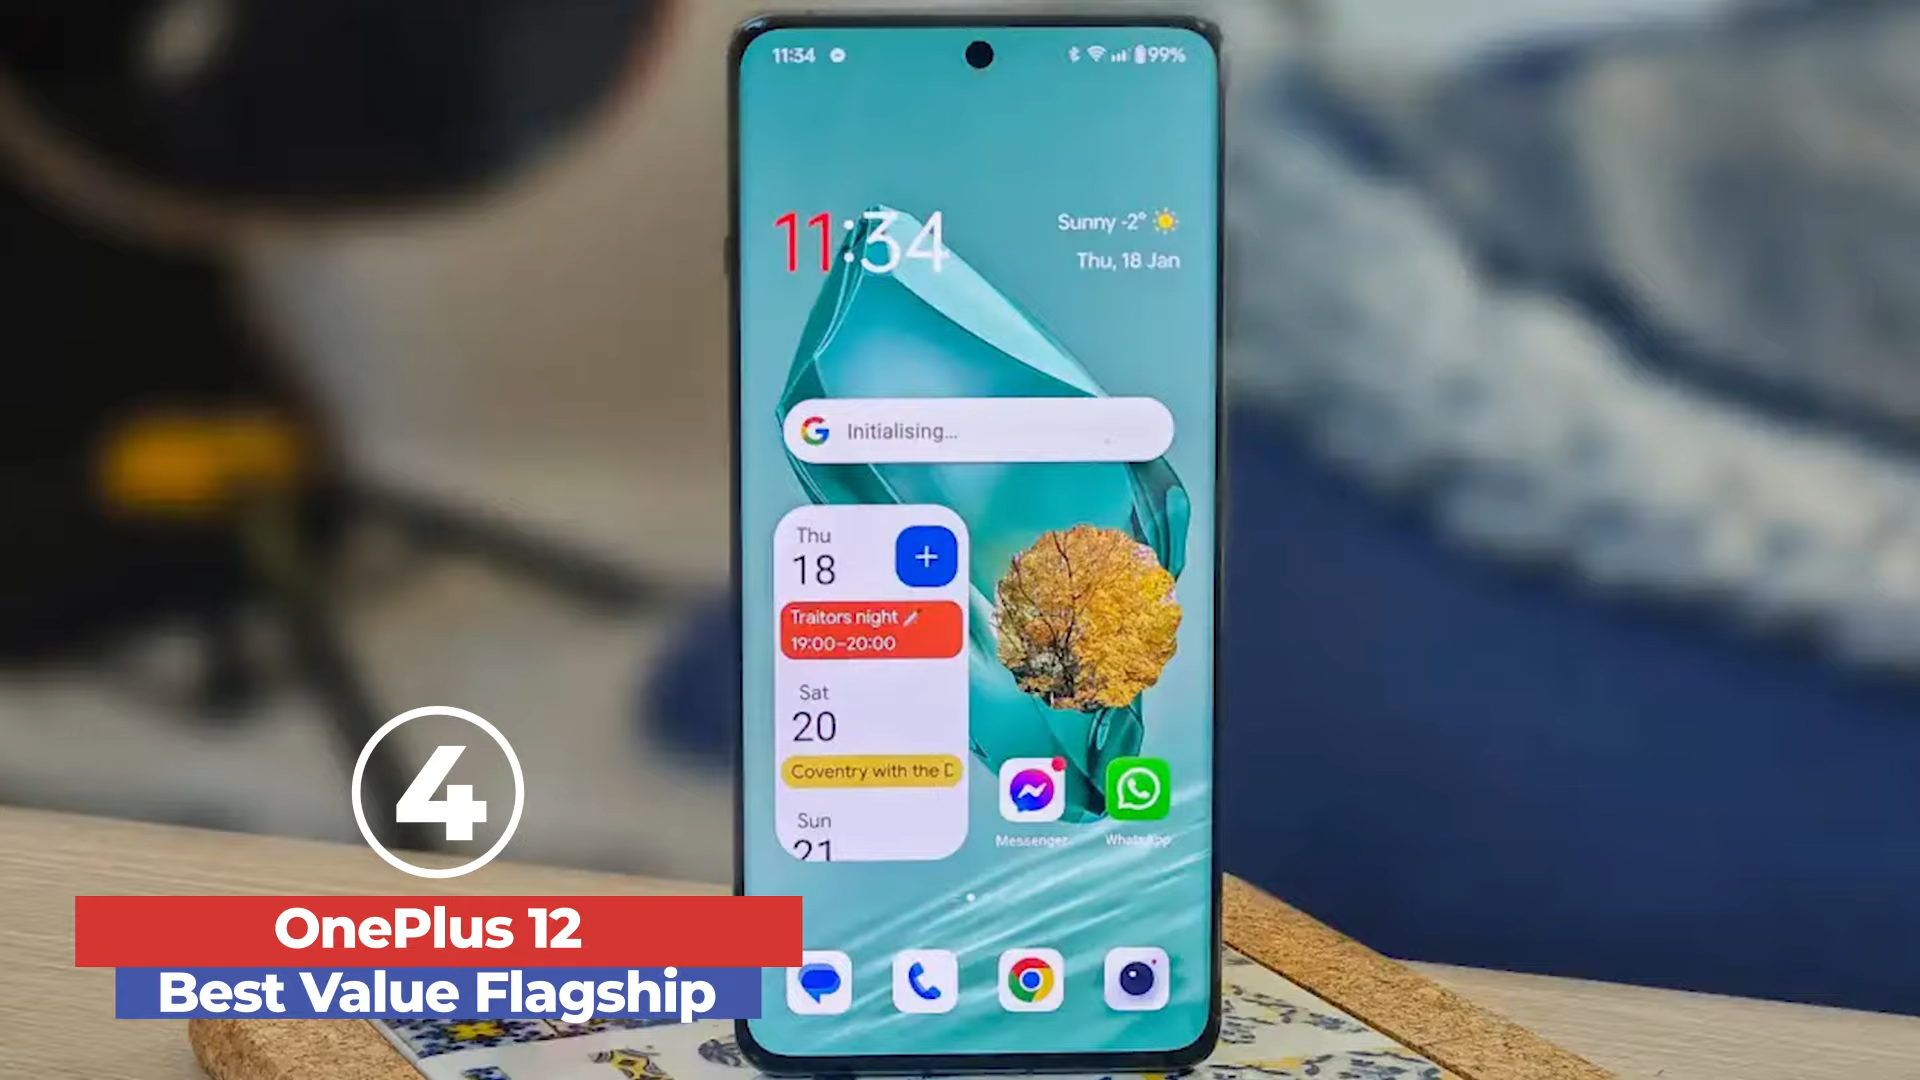 11:34
99%
11:34
Sunny -2°
Thu, 18 Jan
G Initialising...
Thu
18
+
Traitors night
19:00–20:00
Sat
20
Coventry with the
Sun
21
Messenger
WhatsApp
4
OnePlus 12
Best Value Flagship